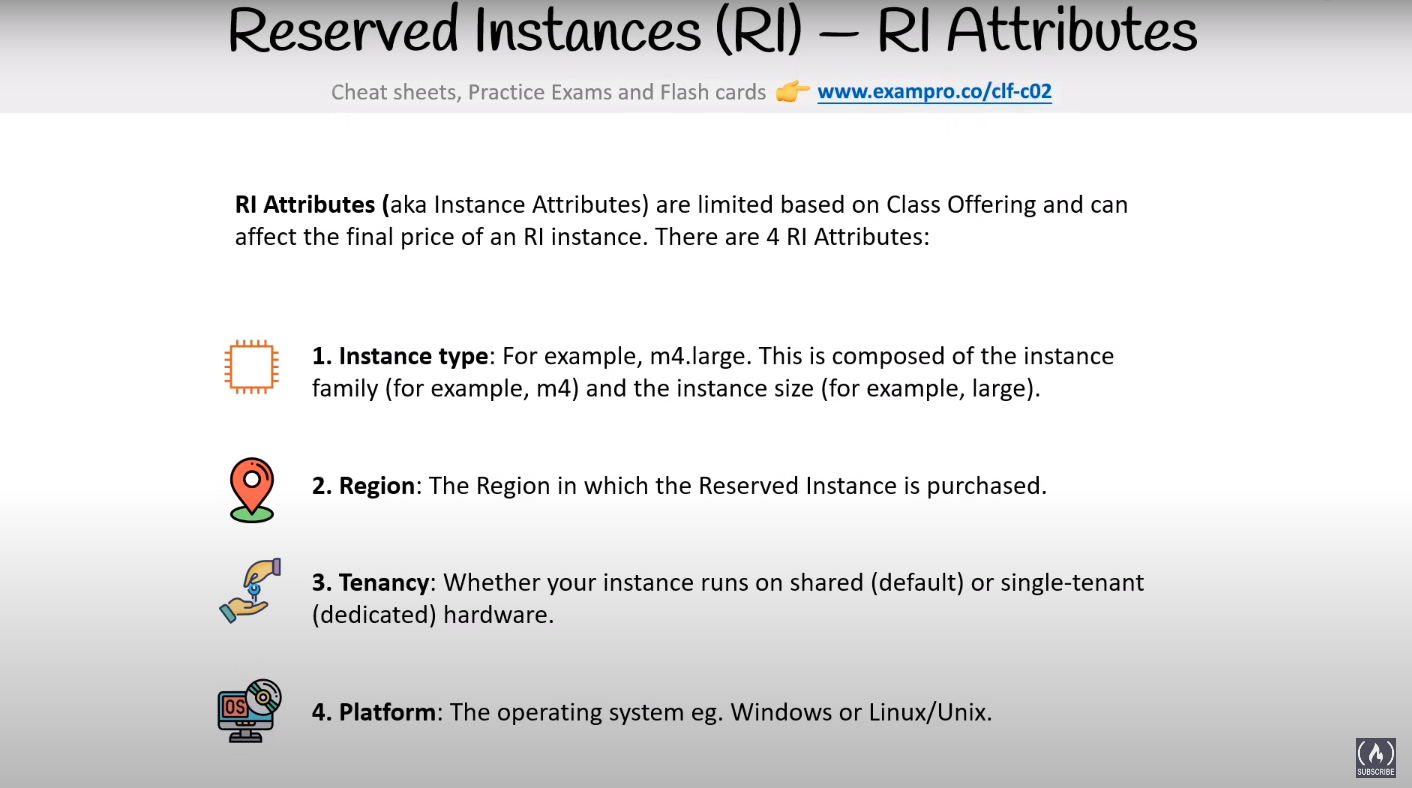 Reserved Instances (RI) – RI Attributes
Cheat sheets, Practice Exams and Flash cards 👉 www.exampro.co/clf-c02
RI Attributes (aka Instance Attributes) are limited based on Class Offering and can
affect the final price of an RI instance. There are 4 RI Attributes:
1. Instance type: For example, m4.large. This is composed of the instance
family (for example, m4) and the instance size (for example, large).
2. Region: The Region in which the Reserved Instance is purchased.
3. Tenancy: Whether your instance runs on shared (default) or single-tenant
(dedicated) hardware.
OS
4. Platform: The operating system eg. Windows or Linux/Unix.
SUBSCRIBE